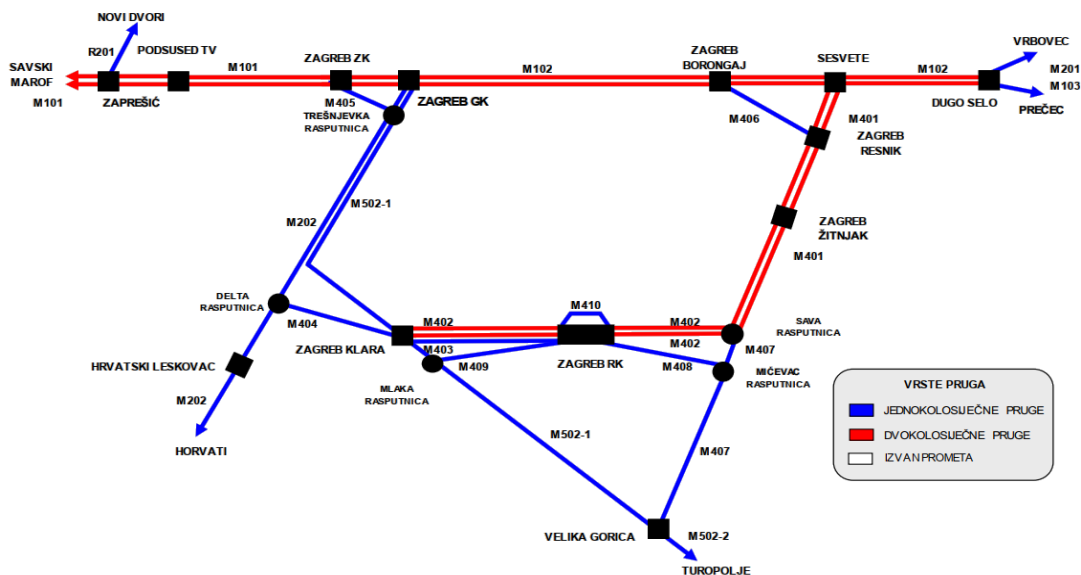 NOVI DVORI
R201
PODSUSED TV
SAVSKI
MAROF
M101
ZAPREŠIĆ
M101
ZAGREB ZK
M405
TREŠNJEVKA
RASPUTNICA
ZAGREB GK
M102
ZAGREB
BORONGAJ
SESVETE
M102
VRBOVEC
M201
M103
DUGO SELO
PREČEC
M406
M401
ZAGREB
RESNIK
M502-1
M202
ZAGREB
ŽITNJAK
M401
DELTA
RASPUTNICA
M404
M410
M402
M402
SAVA
RASPUTNICA
M402
M407
ZAGREB KLARA
M403
M409
ZAGREB RK
M408
MIČEVAC
RASPUTNICA
HRVATSKI LESKOVAC
MLAKA
RASPUTNICA
M202
HORVATI
M502-1
M407
VRSTE PRUGA
JEDNOKOLOSIJEČNE PRUGE
DVOKOLOSIJEČNE PRUGE
IZVAN PROMETA
VELIKA GORICA
M502-2
TUROPOLJE